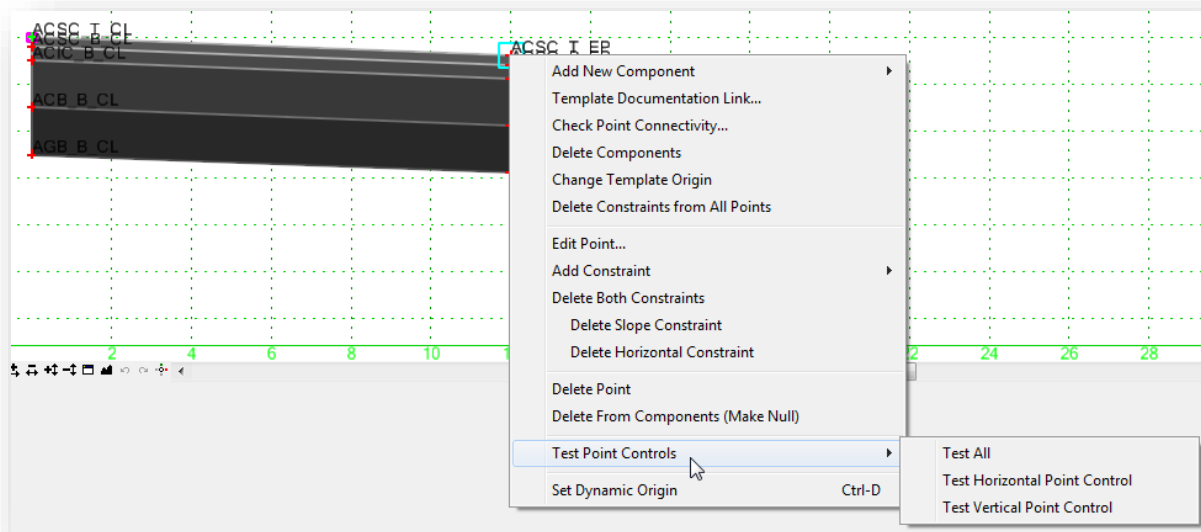 ACSC_T_CL
ACSC_B_CL
ACIC_B_CL
ACB_B_CL
AGB_B_CL
ACSC_T_EP
Add New Component
Template Documentation Link...
Check Point Connectivity...
Delete Components
Change Template Origin
Delete Constraints from All Points
Edit Point...
Add Constraint
Delete Both Constraints
Delete Slope Constraint
Delete Horizontal Constraint
Delete Point
Delete From Components (Make Null)
Test Point Controls
Set Dynamic Origin Ctrl-D
Test All
Test Horizontal Point Control
Test Vertical Point Control
2 4 6 8 10 24 26 28